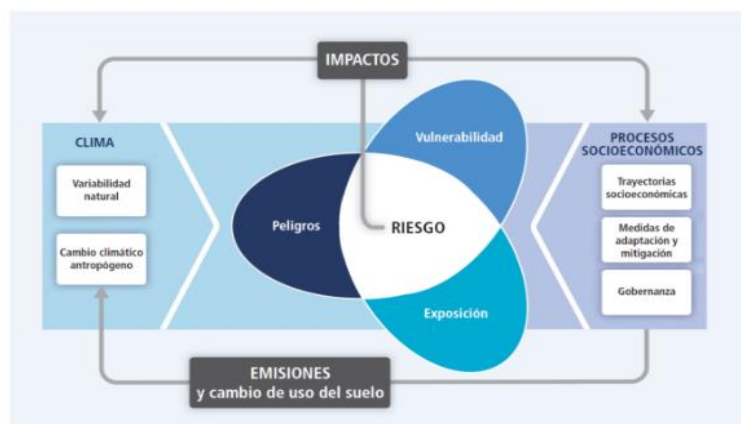 IMPACTOS
CLIMA
Variabilidad
natural
Cambio climático
antropógeno
Vulnerabilidad
Peligros
RIESGO
Exposición
PROCESOS
SOCIOECONÓMICOS
Trayectorias
socioeconómicas
Medidas de
adaptación y
mitigación
Gobernanza
EMISIONES
y cambio de uso del suelo